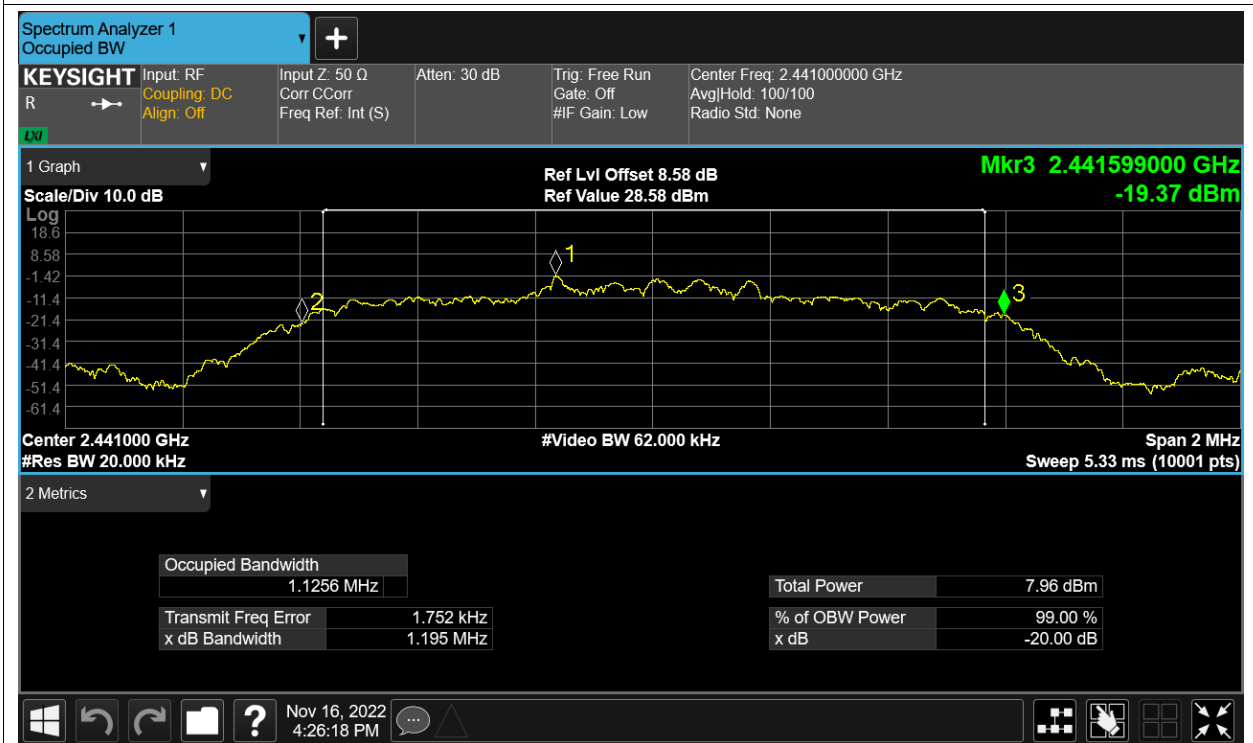 Spectrum Analyzer 1
Occupied BW
▼
+
KEYSIGHT
R
LXI
Input: RF
Coupling: DC
Align: Off
Input Z: 50 Ω
Corr CCorr
Freq Ref: Int (S)
Atten: 30 dB
Trig: Free Run
Gate: Off
#IF Gain: Low
Center Freq: 2.441000000 GHz
Avg|Hold: 100/100
Radio Std: None
1 Graph ▼
Scale/Div 10.0 dB
Ref Lvl Offset 8.58 dB
Ref Value 28.58 dBm
Mkr3 2.441599000 GHz
-19.37 dBm
Log
18.6
8.58
-1.42
-11.4
-21.4
-31.4
-41.4
-51.4
-61.4
1
2
3
Center 2.441000 GHz
#Res BW 20.000 kHz
#Video BW 62.000 kHz
Span 2 MHz
Sweep 5.33 ms (10001 pts)
2 Metrics ▼
Occupied Bandwidth
1.1256 MHz
Transmit Freq Error 1.752 kHz
x dB Bandwidth 1.195 MHz
Total Power 7.96 dBm
% of OBW Power 99.00 %
x dB -20.00 dB
?
Nov 16, 2022
4:26:18 PM